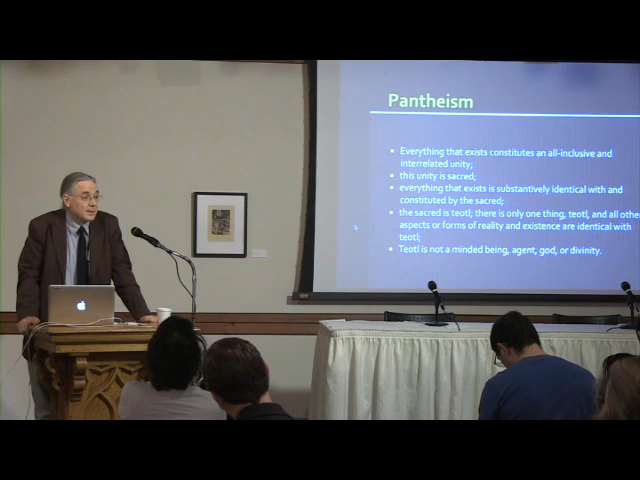 Pantheism
Everything that exists constitutes an all-inclusive and
interrelated unity;
this unity is sacred;
everything that exists is substantively identical with and
constituted by the sacred;
the sacred is teotl; there is only one thing, teotl, and all othe
aspects or forms of reality and existence are identical with
teotl;
Teotl is not a minded being, agent, god, or divinity.